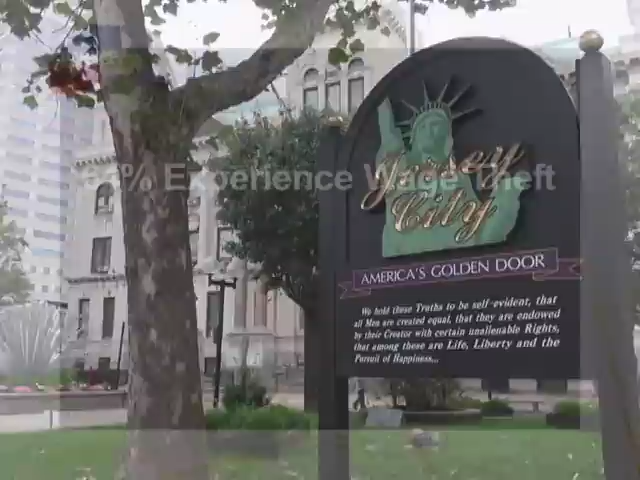 Experience Wage Theft
Jersey
City
AMERICA'S GOLDEN DOOR
We hold these Truths to be self-evident, that
all Men are created equal, that they are endowed
by their Creator with certain unalienable Rights,
that among these are Life, Liberty and the
Pursuit of Happiness...